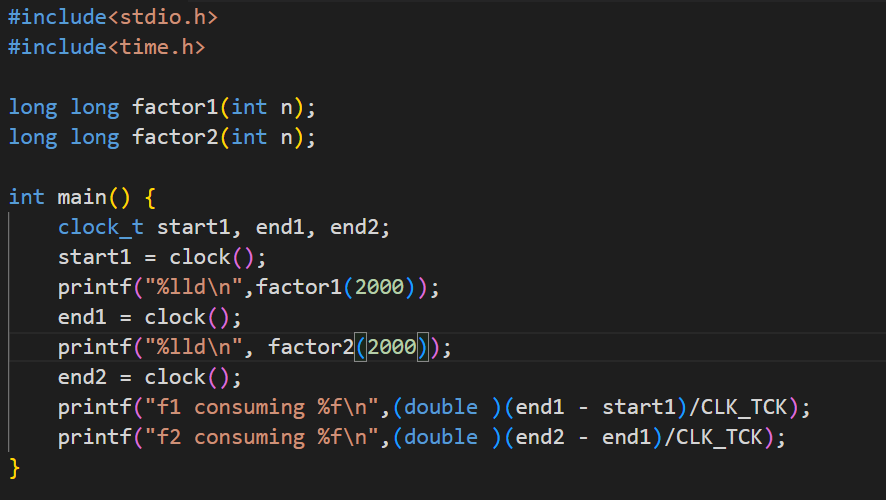 #include<stdio.h>
#include<time.h>
long long factor1(int n);
long long factor2(int n);
int main() {
clock_t start1, end1, end2;
start1 = clock();
printf("%lld\n",factor1(2000));
end1 = clock();
printf("%lld\n", factor2(2000));
end2 = clock();
printf("f1 consuming %f\n",(double )(end1 - start1)/CLK_TCK);
printf("f2 consuming %f\n",(double )(end2 - end1)/CLK_TCK);
}